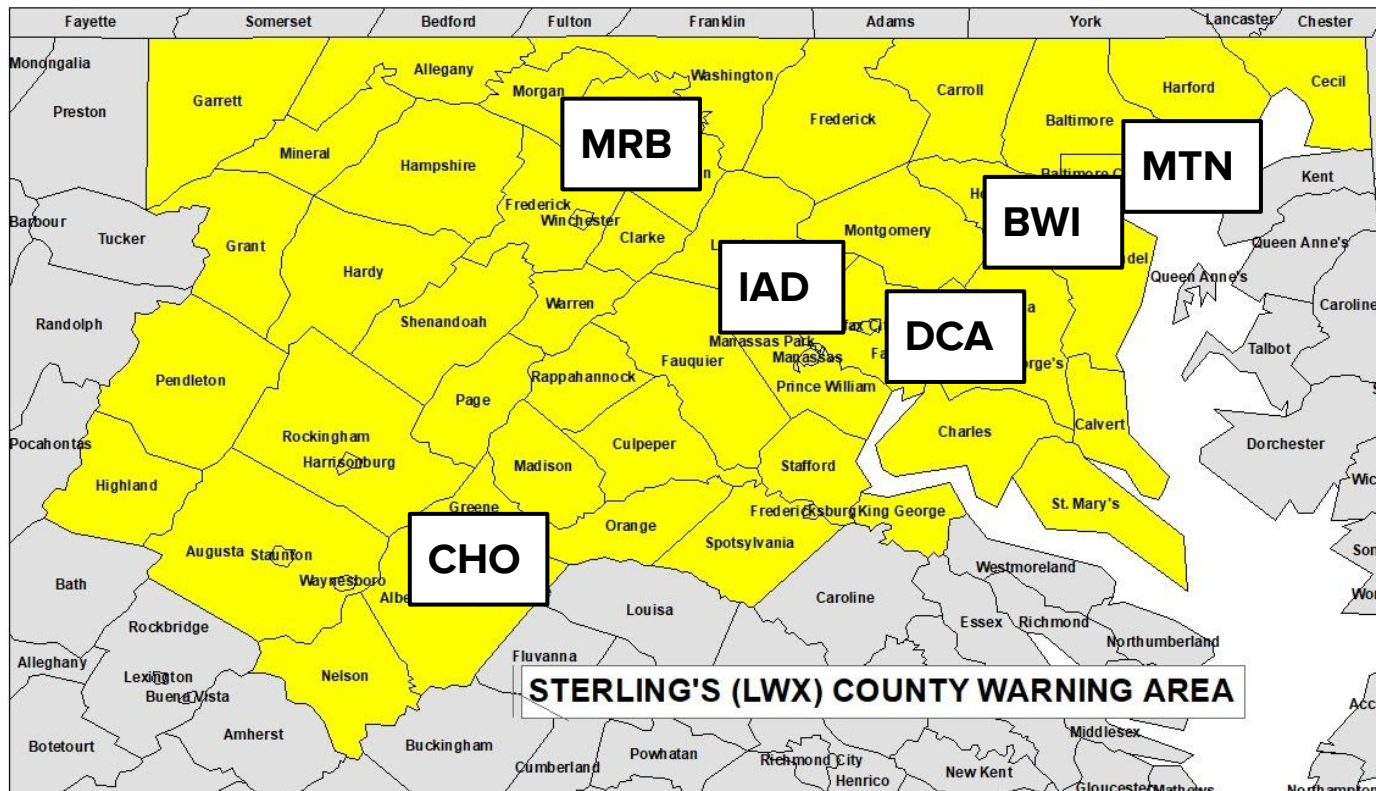 Fayette
Somerset
Bedford
Fulton
Franklin
Adams
York
Lancaster
Chester
Monongalia
Preston
Garrett
Allegany
Morgan
Washington
Frederick
Carroll
Baltimore
Harford
Cecil
Mineral
Hampshire
MRB
MTN
Kent
Barbour
Tucker
Grant
Hardy
Frederick
Winchester
Clarke
Montgomery
BWI
Queen Anne's
Queen Anne's
Caroline
Randolph
Shenandoah
Warren
IAD
DCA
Talbot
Pendleton
Page
Rappahannock
Fauquier
Manassas Park
Manassas
Prince William
Pocahontas
Rockingham
Harrisonburg
Madison
Culpeper
Stafford
Charles
Calvert
Dorchester
Highland
Greene
Orange
Spotsylvania
Fredericksburg
King George
St. Mary's
Augusta
Staunton
Waynesboro
CHO
Bath
Rockbridge
Louisa
Caroline
Westmoreland
Essex
Richmond
Northumberland
Alleghany
Lexington
Buena Vista
Nelson
Fluvanna
STERLING'S (LWX) COUNTY WARNING AREA
Botetourt
Amherst
Buckingham
Cumberland
Powhatan
Richmond City
Henrico
New Kent
Middlesex
Gloucester
Mathews
Northampton